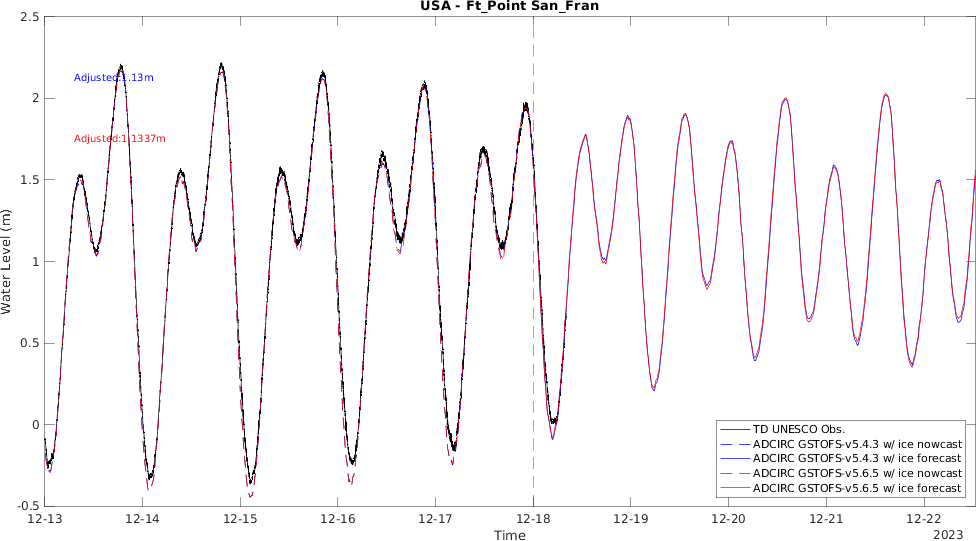 USA - Ft_Point San_Fran
2.5
2
1.5
1
0.5
0
-0.5
Water Level (m)
Adjusted:1.13m
Adjusted:1.1337m
TD UNESCO Obs.
ADCIRC GSTOFS-v5.4.3 w/ ice nowcast
ADCIRC GSTOFS-v5.4.3 w/ ice forecast
ADCIRC GSTOFS-v5.6.5 w/ ice nowcast
ADCIRC GSTOFS-v5.6.5 w/ ice forecast
12-13 12-14 12-15 12-16 12-17 12-18 12-19 12-20 12-21 12-22
Time
2023